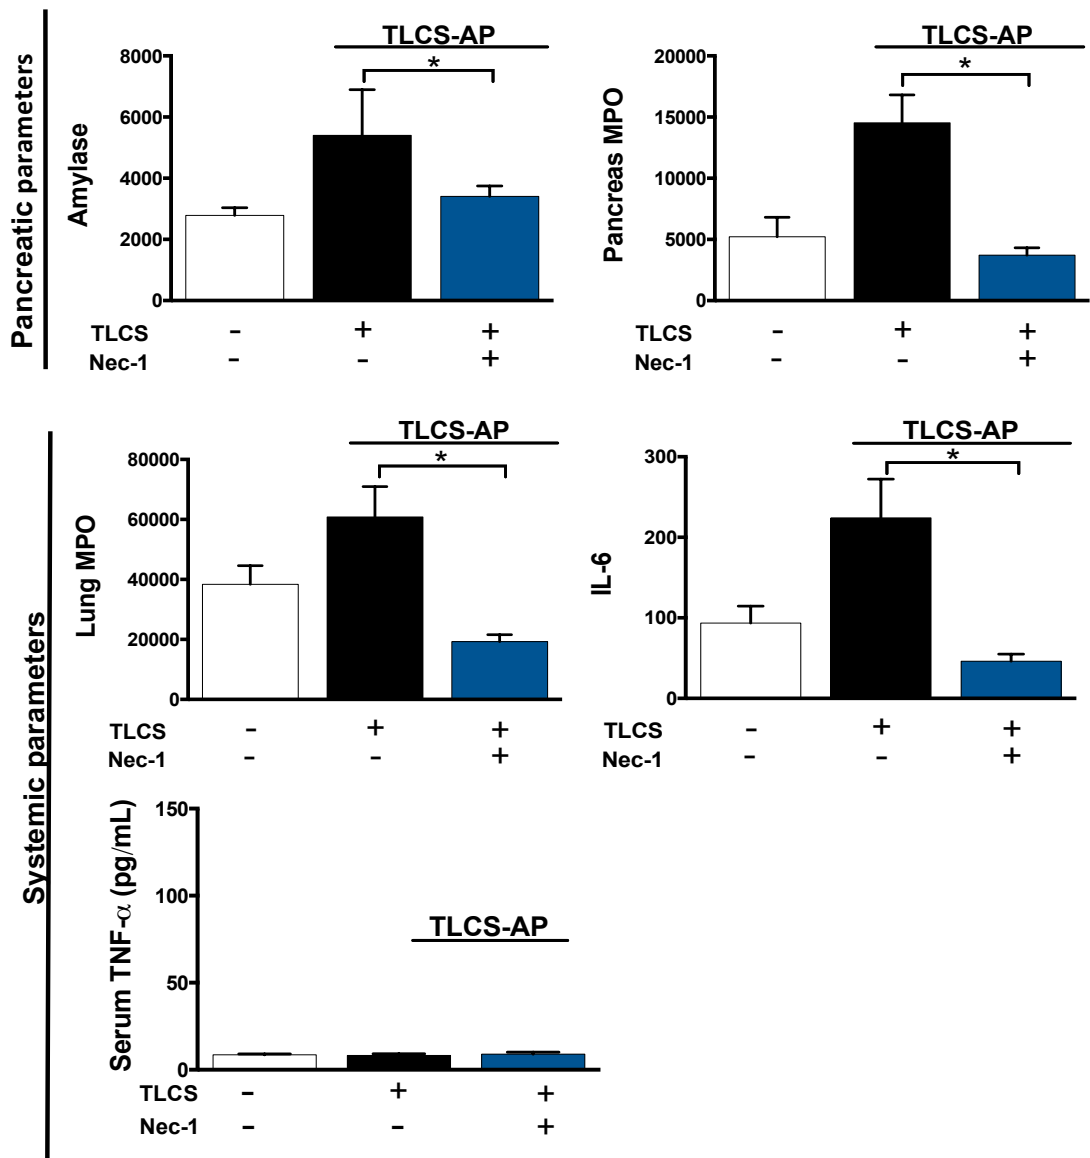 Pancreatic parameters
TLCS-AP
*
Amylase
8000
6000
4000
2000
0
TLCS - + +
Nec-1 - - +
TLCS-AP
*
Pancreas MPO
20000
15000
10000
5000
0
TLCS - + +
Nec-1 - - +
Systemic parameters
TLCS-AP
*
Lung MPO
80000
60000
40000
20000
0
TLCS - + +
Nec-1 - - +
TLCS-AP
*
IL-6
300
200
100
0
TLCS - + +
Nec-1 - - +
Serum TNF-α (pg/mL)
150
100
50
0
TLCS-AP
TLCS - + +
Nec-1 - - +